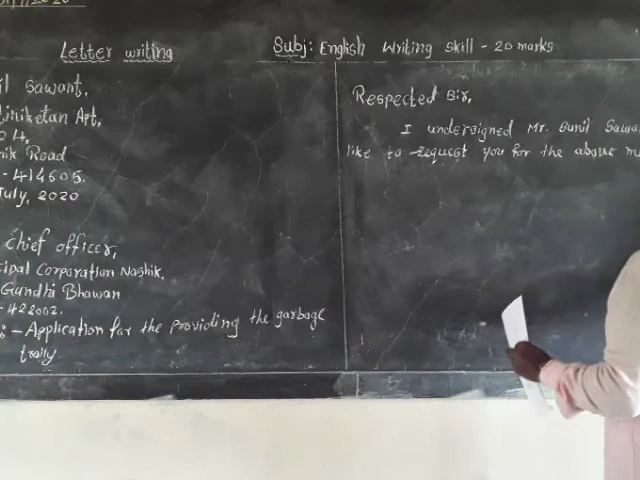 Letter writing
Subj: English Writing skill - 20 marks
il Sawant,
iniketan Art,
04,
hik Road
- 414605.
July, 2020
chief officer,
cipal Corporation Nashik,
Gandhi Bhawan
- 422002.
:- Application for the providing the garbage
trolly
Respected Sir,
I undersigned Mr. Sunil Sawan
like to request you for the above m